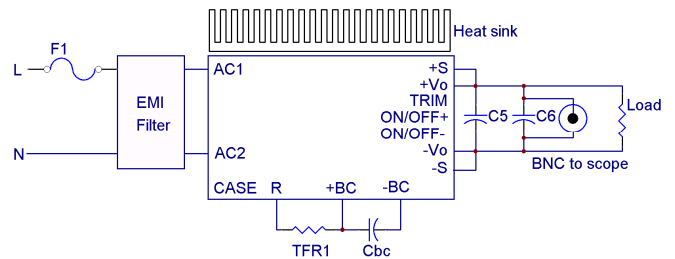 Heat sink
F1
L
AC1
+S
+Vo
EMI
Filter
TRIM
Load
ON/OFF+
C5
C6
ON/OFF-
N
AC2
-Vo
BNC to scope
-S
CASE
R
+BC
-BC
TFR1
Cbc